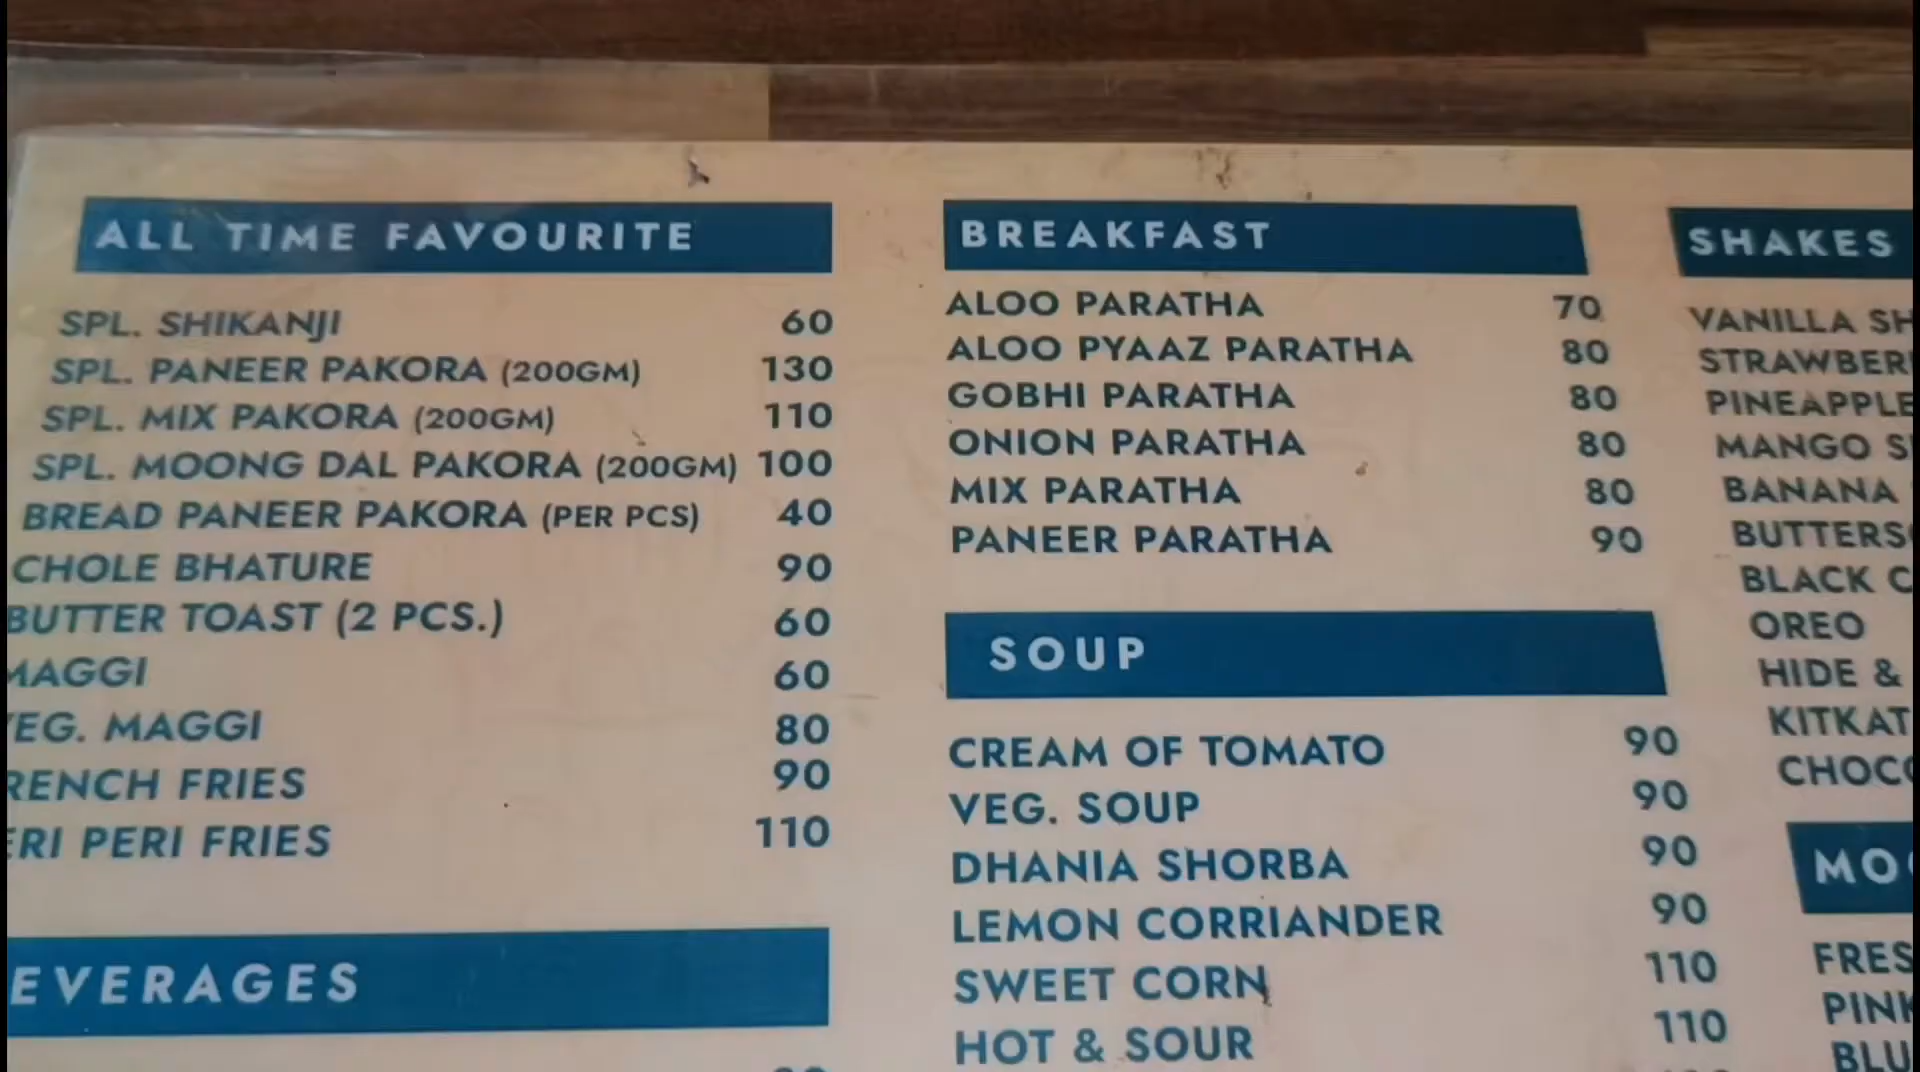 ALL TIME FAVOURITE
SPL. SHIKANJI 60
SPL. PANEER PAKORA (200GM) 130
SPL. MIX PAKORA (200GM) 110
SPL. MOONG DAL PAKORA (200GM) 100
BREAD PANEER PAKORA (PER PCS) 40
CHOLE BHATURE 90
BUTTER TOAST (2 PCS.) 60
MAGGI 60
EG. MAGGI 80
RENCH FRIES 90
ERI PERI FRIES 110
EVERAGES
BREAKFAST
ALOO PARATHA 70
ALOO PYAAZ PARATHA 80
GOBHI PARATHA 80
ONION PARATHA 80
MIX PARATHA 80
PANEER PARATHA 90
SOUP
CREAM OF TOMATO 90
VEG. SOUP 90
DHANIA SHORBA 90
LEMON CORRIANDER 90
SWEET CORN 110
HOT & SOUR 110
SHAKES
VANILLA SH
STRAWBER
PINEAPPLE
MANGO S
BANANA
BUTTERS
BLACK C
OREO
HIDE &
KITKAT
CHOCO
MO
FRES
PINK
BLU